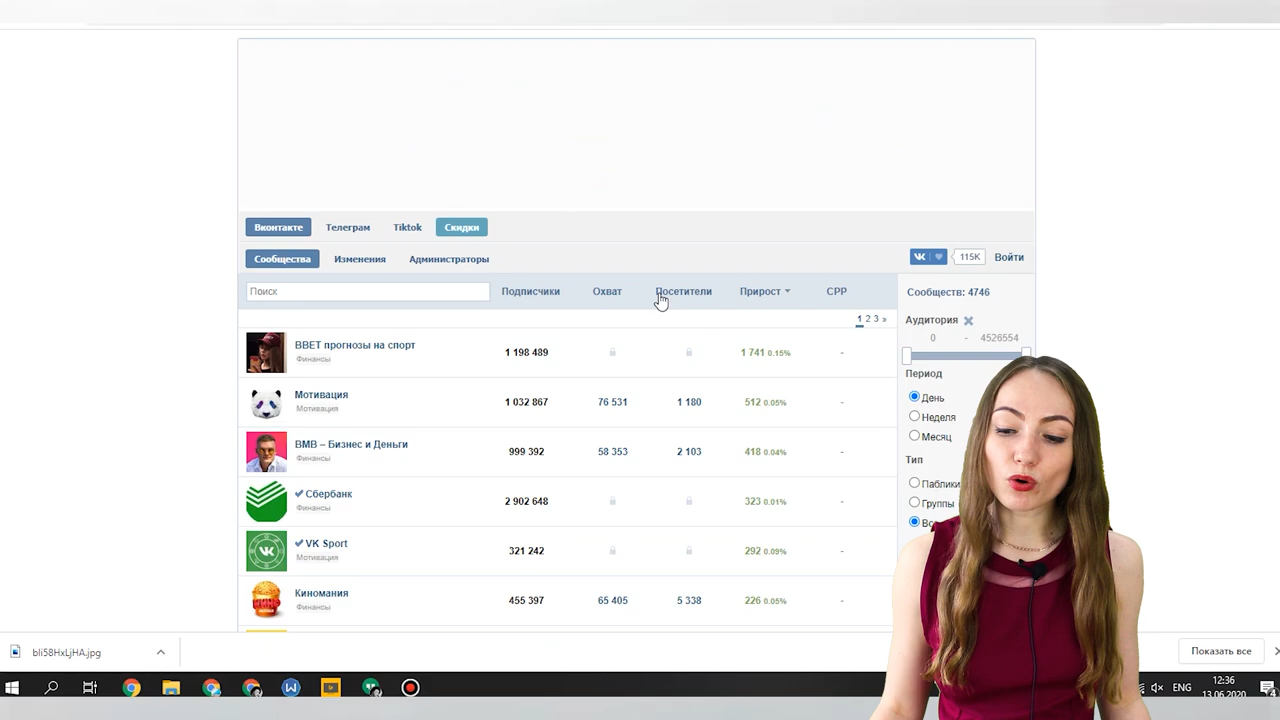 Вконтакте Телеграм Tiktok Скидки
Сообщества Изменения Администраторы 115K Войти
Поиск Подписчики Охват Посетители Прирост СРР Сообществ: 4746
1 2 3 »
Аудитория
0 - 4526554
BBET прогнозы на спорт
Финансы
1 198 489 1 741 0.15% -
Период
День
Мотивация
Мотивация
1 032 867 76 531 1 180 512 0.05% -
Неделя
Месяц
BMB – Бизнес и Деньги
Финансы
999 392 58 353 2 103 418 0.04% -
Тип
Паблики
Сбербанк
Финансы
2 902 648 323 0.01% -
Группы
VK Sport
Мотивация
321 242 292 0.09% -
Киномания
Финансы
455 397 65 405 5 338 226 0.05% -
bli58HxLjHA.jpg Показать все
ENG 12:36
13.06.2020